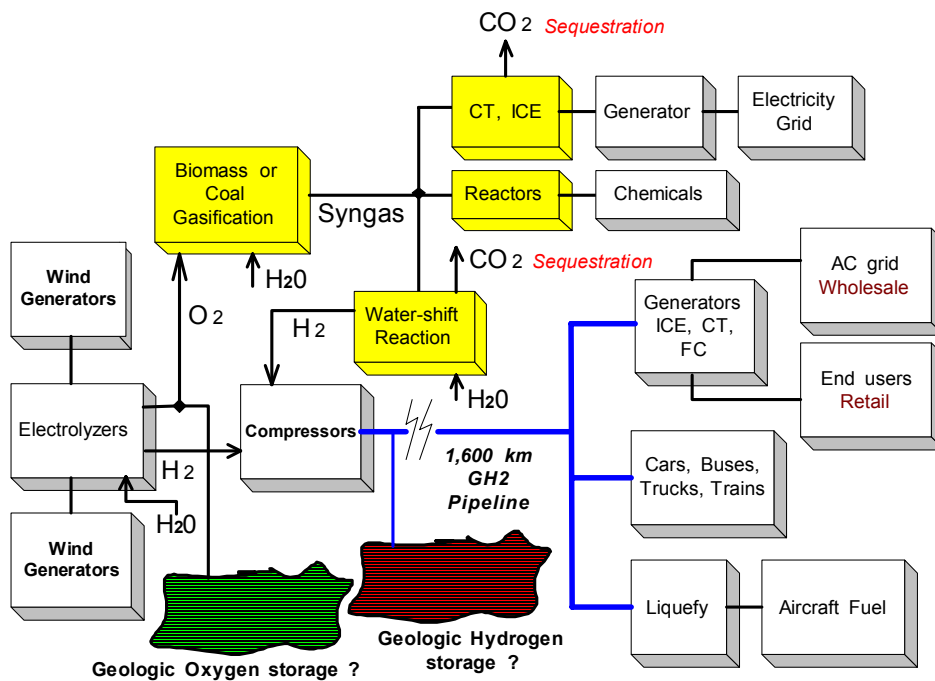 CO2 Sequestration
CT, ICE
Generator
Electricity
Grid
Biomass or
Coal
Gasification
Syngas
Reactors
Chemicals
H20
CO2 Sequestration
Wind
Generators
O2
H2
Water-shift
Reaction
H20
Generators
ICE, CT,
FC
AC grid
Wholesale
End users
Retail
Electrolyzers
H2
H20
Compressors
1,600 km
GH2
Pipeline
Cars, Buses,
Trucks, Trains
Wind
Generators
Liquefy
Aircraft Fuel
Geologic Hydrogen
storage ?
Geologic Oxygen storage ?